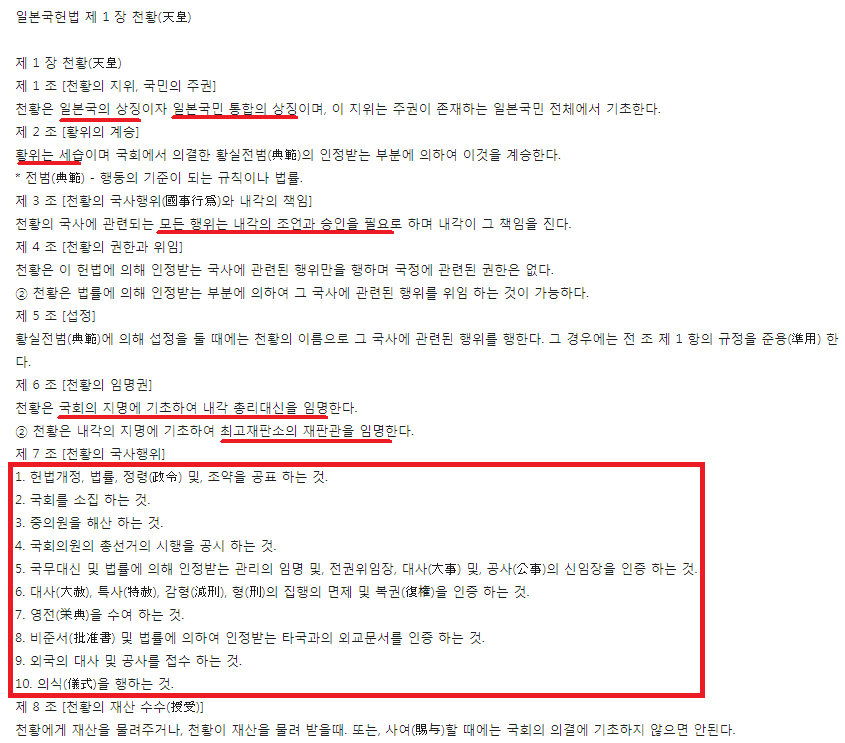 일본국헌법 제 1 장 천황(天皇)
제 1 장 천황(天皇)
제 1 조 [천황의 지위, 국민의 주권]
천황은 일본국의 상징이자 일본국민 통합의 상징이며, 이 지위는 주권이 존재하는 일본국민 전체에서 기초한다.
제 2 조 [황위의 계승]
황위는 세습이며 국회에서 의결한 황실전범(典範)의 인정받는 부분에 의하여 이것을 계승한다.
* 전범(典範) - 행동의 기준이 되는 규칙이나 법률.
제 3 조 [천황의 국사행위(國事行爲)와 내각의 책임]
천황의 국사에 관련되는 모든 행위는 내각의 조언과 승인을 필요로 하며 내각이 그 책임을 진다.
제 4 조 [천황의 권한과 위임]
천황은 이 헌법에 의해 인정받는 국사에 관련된 행위만을 행하며 국정에 관련된 권한은 없다.
② 천황은 법률에 의해 인정받는 부분에 의하여 그 국사에 관련된 행위를 위임 하는 것이 가능하다.
제 5 조 [섭정]
황실전범(典範)에 의해 섭정을 둘 때에는 천황의 이름으로 그 국사에 관련된 행위를 행한다. 그 경우에는 전 조 제 1 항의 규정을 준용(準用) 한
다.
제 6 조 [천황의 임명권]
천황은 국회의 지명에 기초하여 내각 총리대신을 임명한다.
② 천황은 내각의 지명에 기초하여 최고재판소의 재판관을 임명한다.
제 7 조 [천황의 국사행위]
1. 헌법개정, 법률, 정령(政令) 및, 조약을 공표 하는 것.
2. 국회를 소집 하는 것.
3. 중의원을 해산 하는 것.
4. 국회의원의 총선거의 시행을 공시 하는 것.
5. 국무대신 및 법률에 의해 인정받는 관리의 임명 및, 전권위임장, 대사(大事) 및, 공사(公事)의 신임장을 인증 하는 것.
6. 대사(大赦), 특사(特赦), 감형(減刑), 형(刑)의 집행의 면제 및 복권(復権)을 인증 하는 것.
7. 영전(栄典)을 수여 하는 것.
8. 비준서(批准書) 및 법률에 의하여 인정받는 타국과의 외교문서를 인증 하는 것.
9. 외국의 대사 및 공사를 접수 하는 것.
10. 의식(儀式)을 행하는 것.
제 8 조 [천황의 재산 수수(授受)]
천황에게 재산을 물려주거나, 천황이 재산을 물려 받을때. 또는, 사여(賜与)할 때에는 국회의 의결에 기초하지 않으면 안된다.